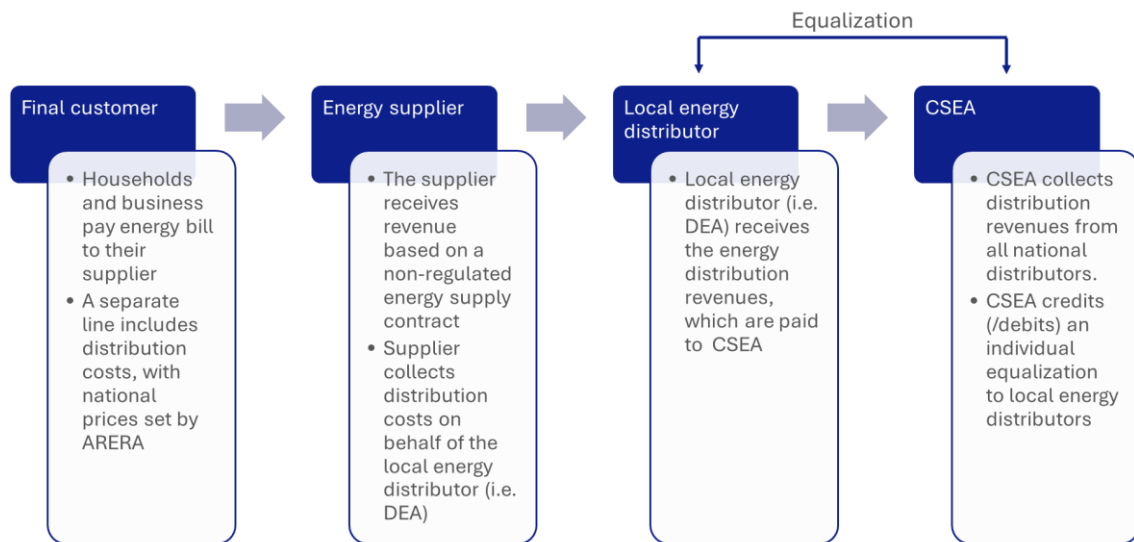 Equalization
Final customer
• Households
and business
pay energy bill
to their
supplier
• A separate
line includes
distribution
costs, with
national
prices set by
ARERA
Energy supplier
• The supplier
receives
revenue
based on a
non-regulated
energy supply
contract
• Supplier
collects
distribution
costs on
behalf of the
local energy
distributor (i.e.
DEA)
Local energy
distributor
• Local energy
distributor (i.e.
DEA) receives
the energy
distribution
revenues,
which are paid
to CSEA
CSEA
• CSEA collects
distribution
revenues from
all national
distributors.
• CSEA credits
(/debits) an
individual
equalization
to local energy
distributors